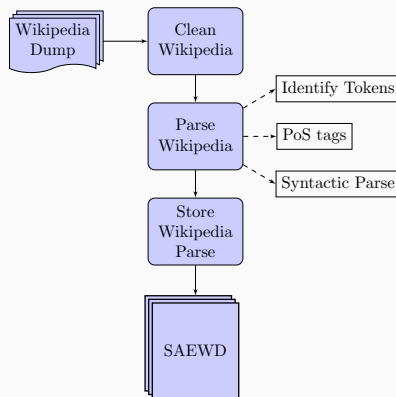 Wikipedia
Dump
Clean
Wikipedia
Identify Tokens
Parse
Wikipedia
PoS tags
Syntactic Parse
Store
Wikipedia
Parse
SAEWD